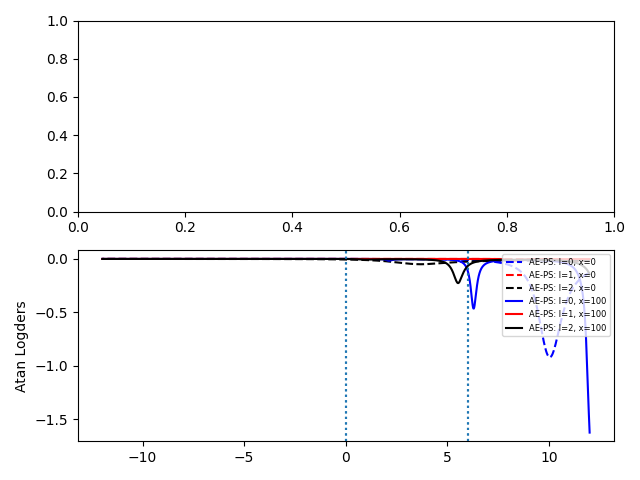 1.0
0.8
0.6
0.4
0.2
0.0
0.0 0.2 0.4 0.6 0.8 1.0
0.0
−0.5
−1.0
−1.5
Atan Logders
AE-PS: l=0, x=0
AE-PS: l=1, x=0
AE-PS: l=2, x=0
AE-PS: l=0, x=100
AE-PS: l=1, x=100
AE-PS: l=2, x=100
−10 −5 0 5 10